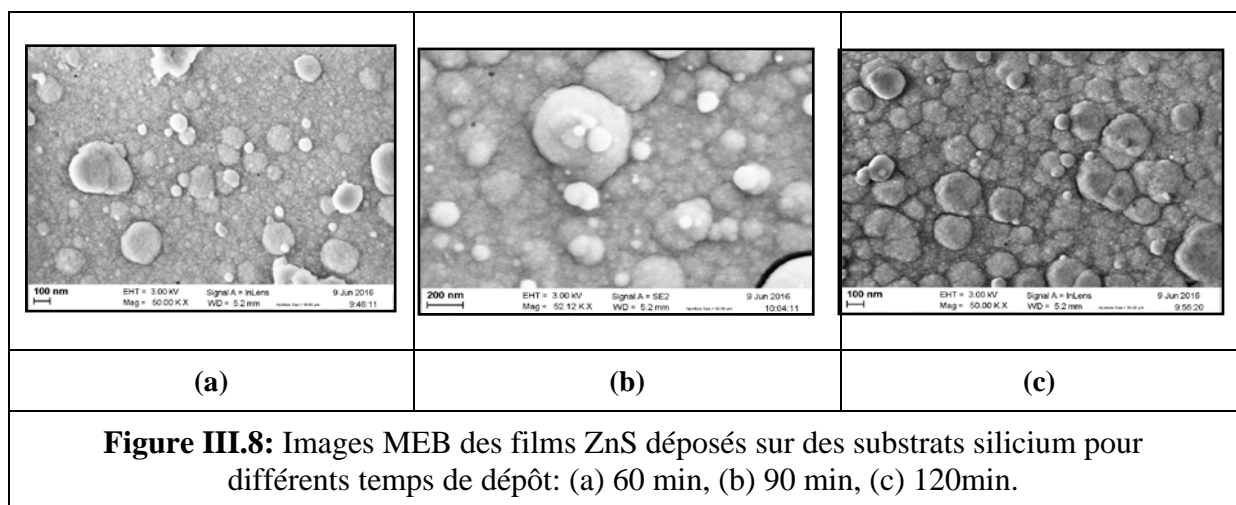 100 nm
EHT = 3.00 kV
Signal A = InLens
9 Jun 2016
Mag = 50.00 K X
WD = 5.2 mm
9:46:11
200 nm
EHT = 3.00 kV
Signal A = SE2
9 Jun 2016
Mag = 52.12 K X
WD = 5.2 mm
10:04:11
100 nm
EHT = 3.00 kV
Signal A = InLens
9 Jun 2016
Mag = 50.00 K X
WD = 5.2 mm
9:55:20
(a)
(b)
(c)
Figure III.8: Images MEB des films ZnS déposés sur des substrats silicium pour
différents temps de dépôt: (a) 60 min, (b) 90 min, (c) 120min.